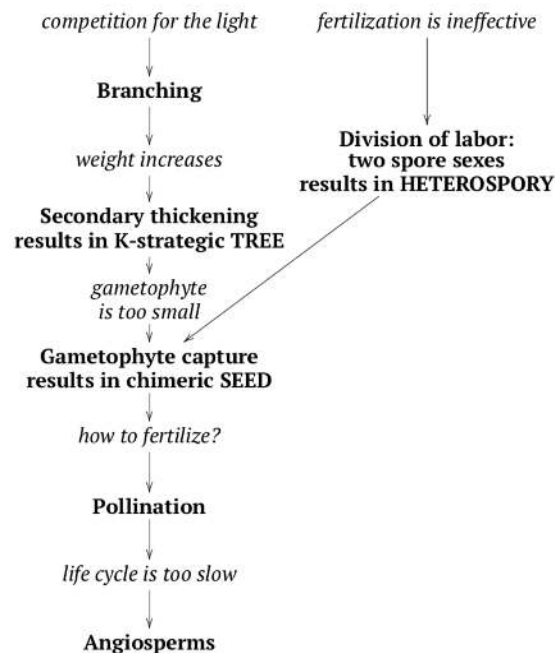 competition for the light
fertilization is ineffective
Branching
Division of labor:
two spore sexes
results in HETEROSPORY
weight increases
Secondary thickening
results in K-strategic TREE
gametophyte
is too small
Gametophyte capture
results in chimeric SEED
how to fertilize?
Pollination
life cycle is too slow
Angiosperms